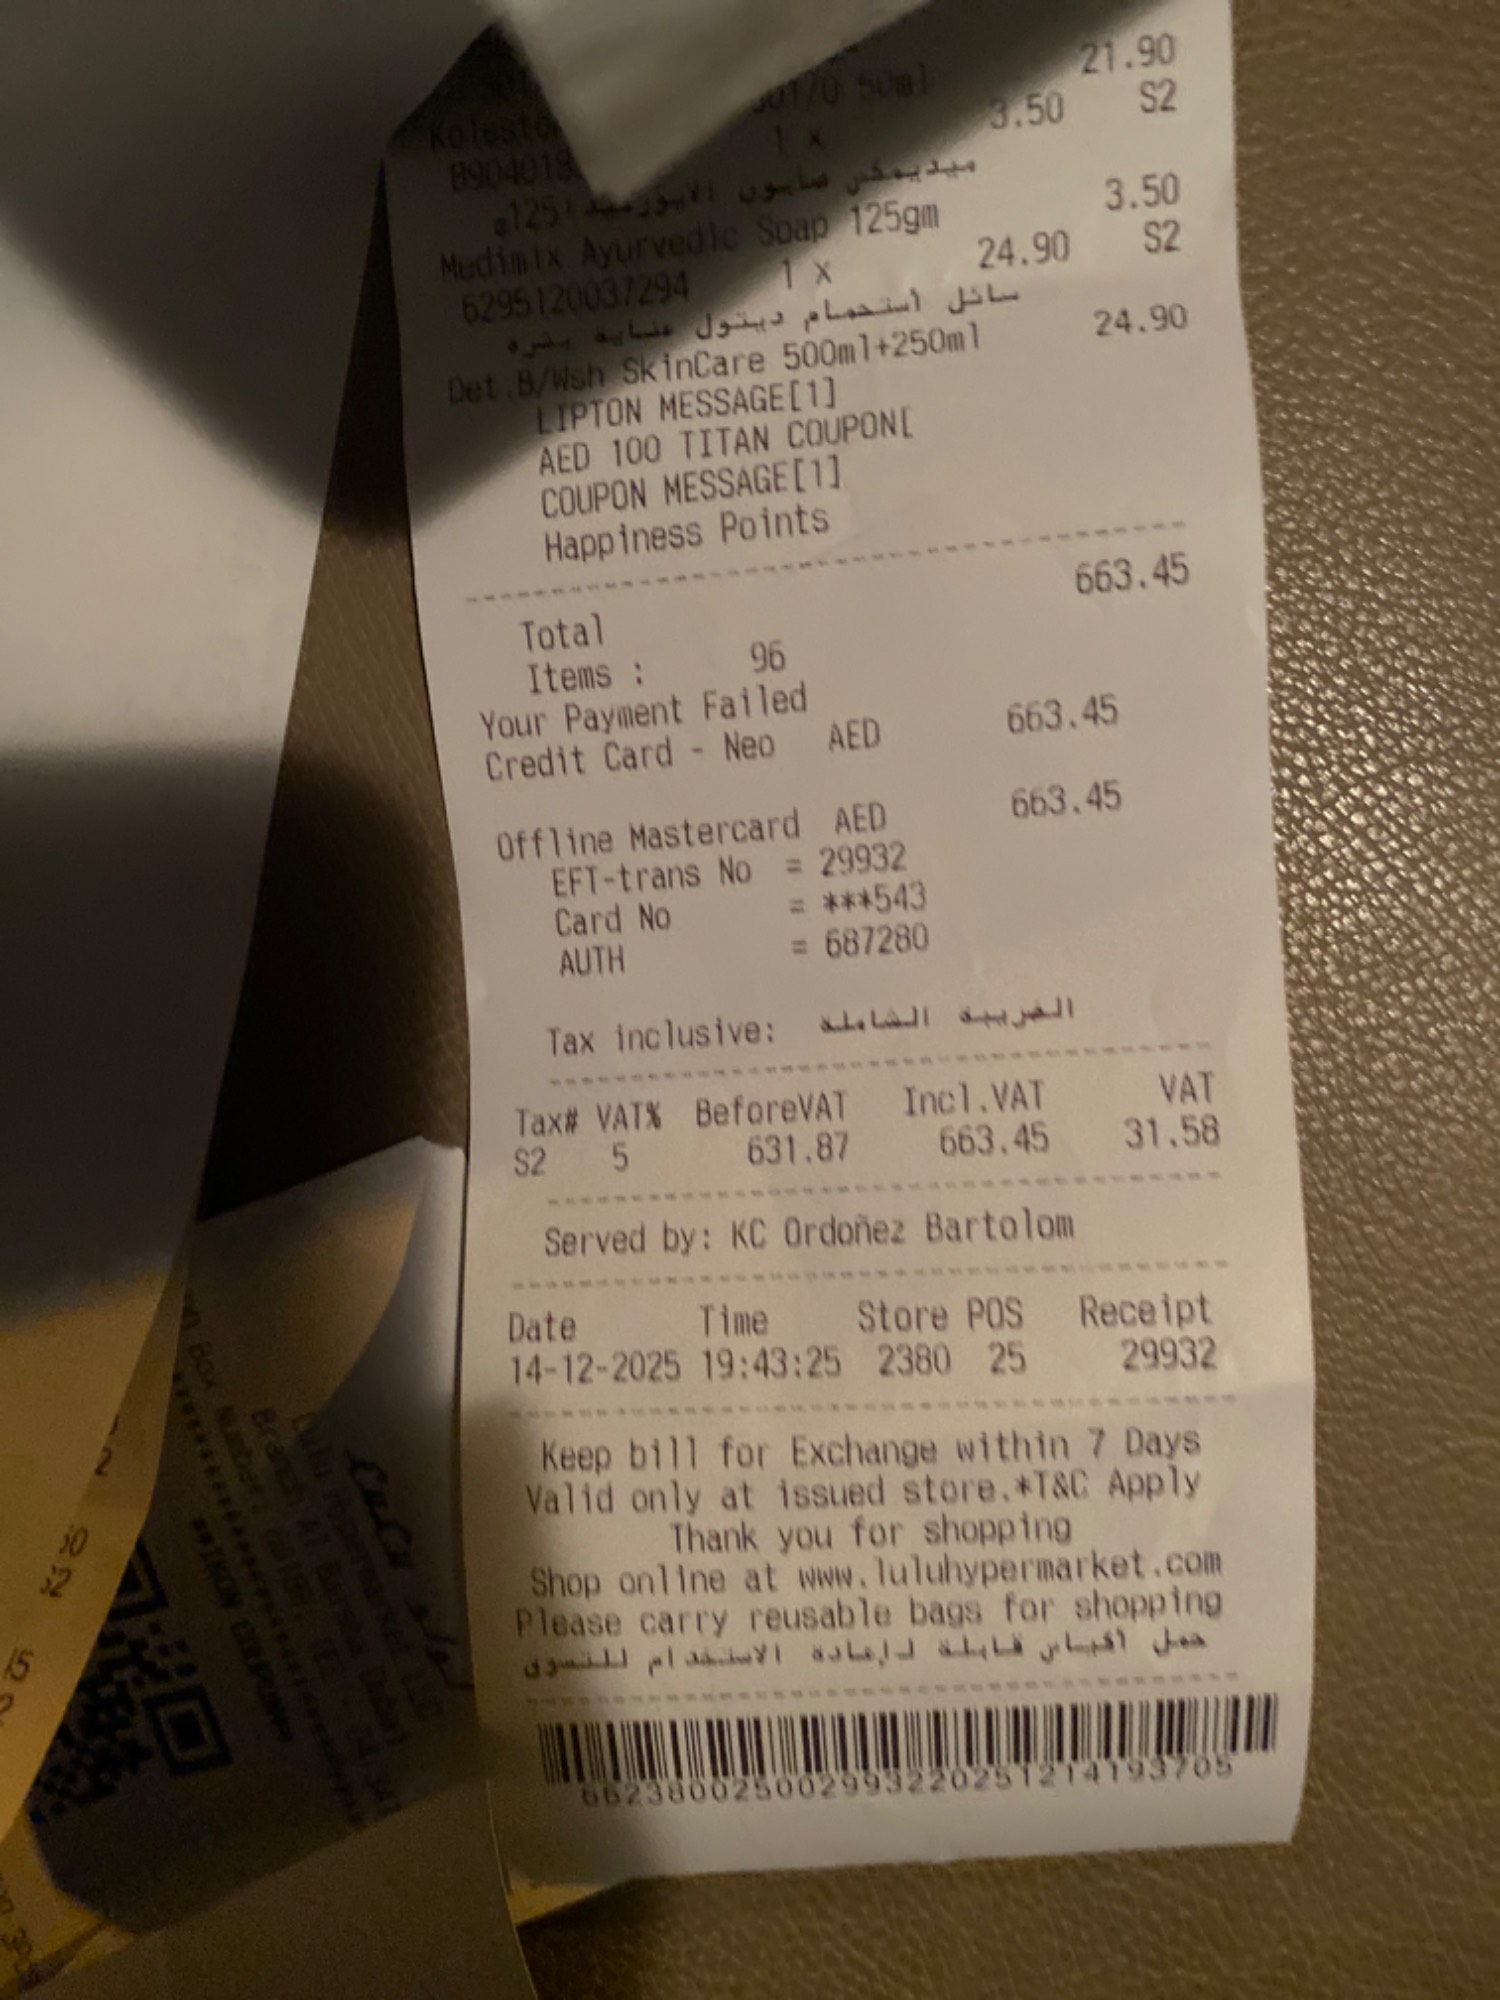 21.90
50ml
1 x 3.50 S2
ميديمكس صابون الايورفيدا 125
Medimix Ayurvedic Soap 125gm 3.50
6295120037294 1 x 24.90 S2
سائل استحمام ديتول عناية بشره
Det.B/Wsh SkinCare 500ml+250ml 24.90
LIPTON MESSAGE[1]
AED 100 TITAN COUPON[
COUPON MESSAGE[1]
Happiness Points
663.45
Total
Items : 96
Your Payment Failed
Credit Card - Neo AED 663.45
Offline Mastercard AED 663.45
EFT-trans No = 29932
Card No = ***543
AUTH = 687280
Tax inclusive: الضريبية الشاملة
Tax# VAT% BeforeVAT Incl.VAT VAT
S2 5 631.87 663.45 31.58
Served by: KC Ordoñez Bartolom
Date Time Store POS Receipt
14-12-2025 19:43:25 2380 25 29932
Keep bill for Exchange within 7 Days
Valid only at issued store.*T&C Apply
Thank you for shopping
Shop online at www.luluhypermarket.com
Please carry reusable bags for shopping
حمل أكياس قابلة لإعادة الاستخدام للتسوق
662380025002993220251214193705